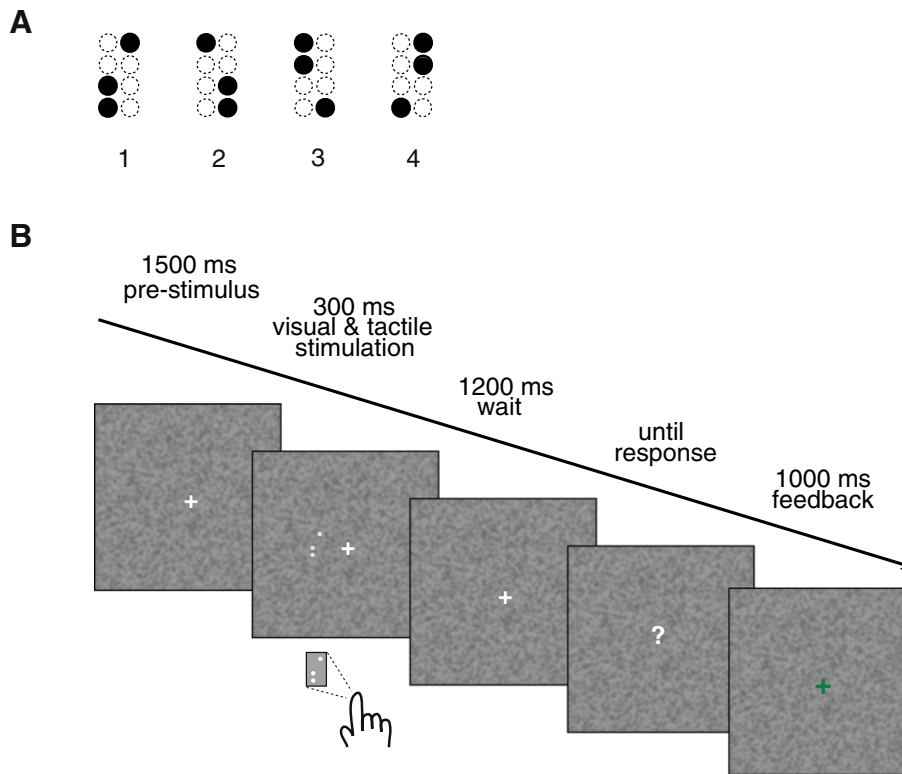 A
1 2 3 4
B
1500 ms
pre-stimulus
300 ms
visual & tactile
stimulation
1200 ms
wait
until
response
1000 ms
feedback
+
+
+
?
+